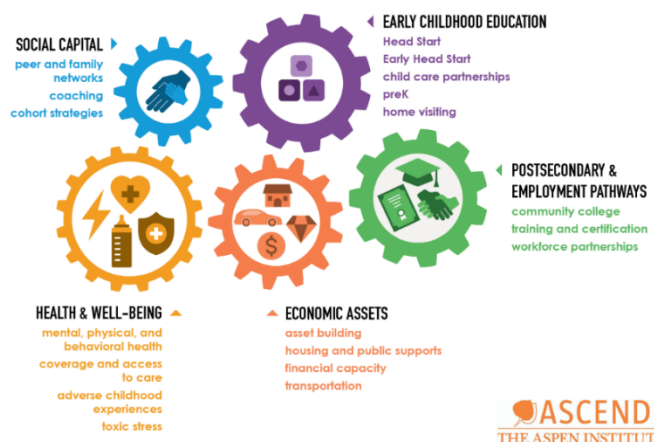 SOCIAL CAPITAL
peer and family
networks
coaching
cohort strategies
EARLY CHILDHOOD EDUCATION
Head Start
Early Head Start
child care partnerships
preK
home visiting
POSTSECONDARY &
EMPLOYMENT PATHWAYS
community college
training and certification
workforce partnerships
HEALTH & WELL-BEING
mental, physical, and
behavioral health
coverage and access
to care
adverse childhood
experiences
toxic stress
ECONOMIC ASSETS
asset building
housing and public supports
financial capacity
transportation
$
ASCEND
THE ASPEN INSTITUT